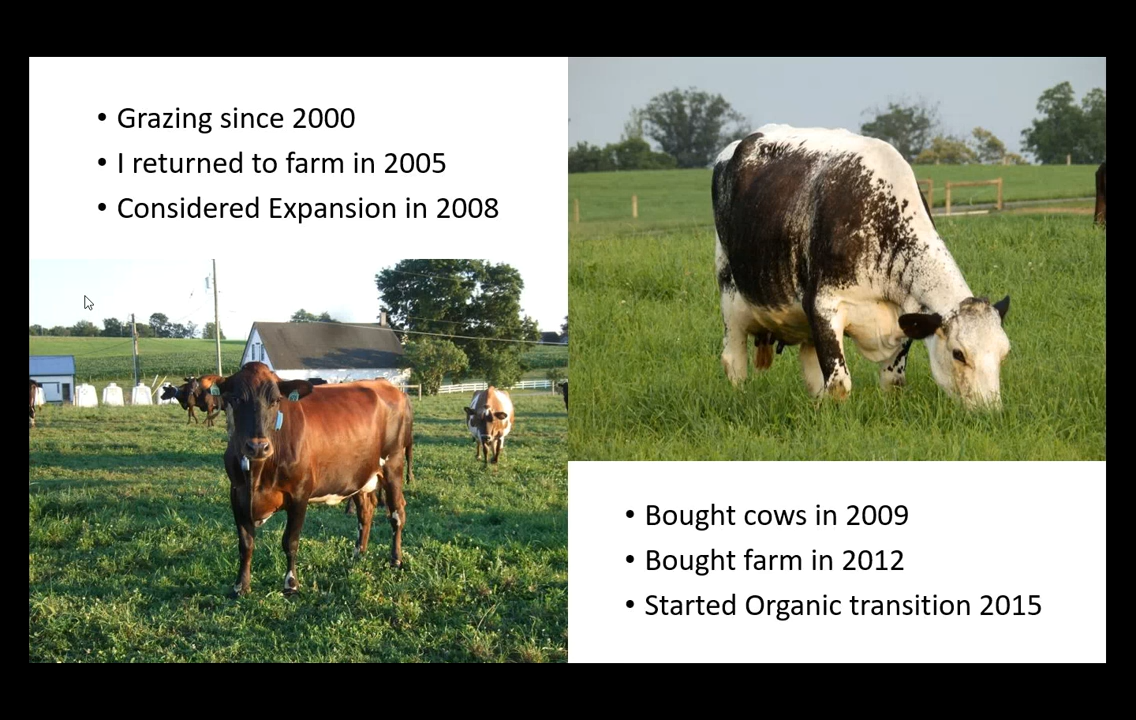 • Grazing since 2000
• I returned to farm in 2005
• Considered Expansion in 2008
• Bought cows in 2009
• Bought farm in 2012
• Started Organic transition 2015